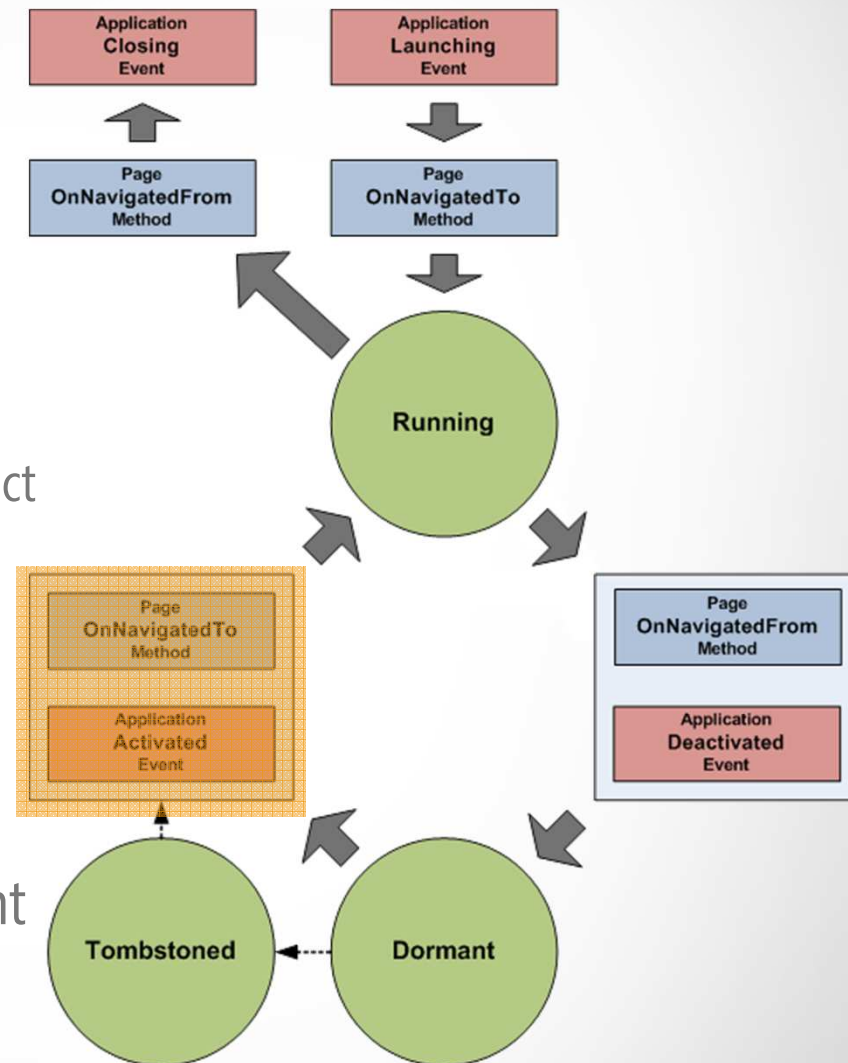 Application
Closing
Event
Application
Launching
Event
Page
OnNavigatedFrom
Method
Page
OnNavigatedTo
Method
Running
ct
Page
OnNavigatedTo
Method
Application
Activated
Event
Page
OnNavigatedFrom
Method
Application
Deactivated
Event
nt
Tombstoned
Dormant